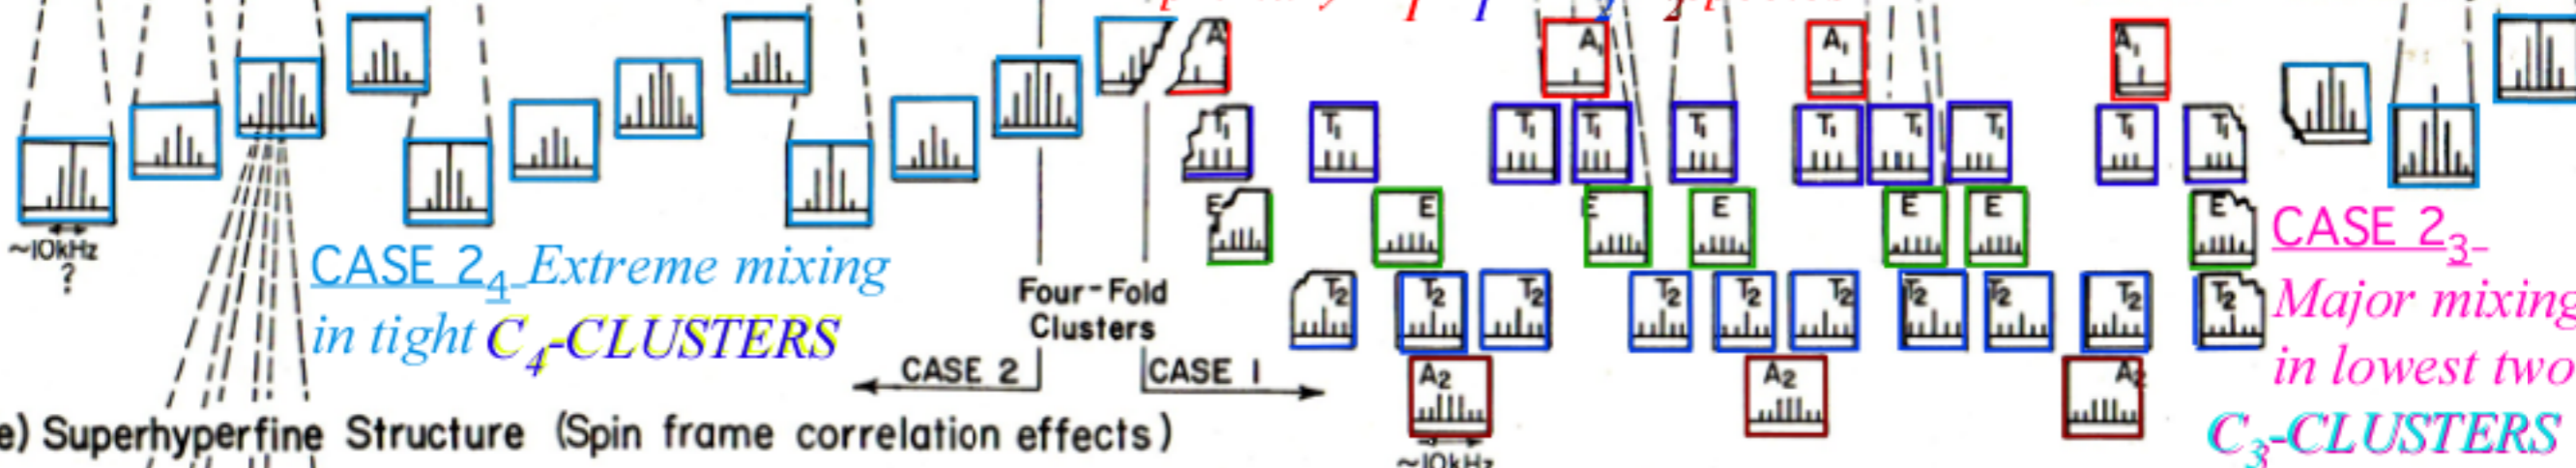 A
A₁
A₁
A₁
T₁
T₁
T₁
T₁
T₁
T₁
T₁
T₁
T₁
T₁
E
E
E
E
E
E
E
~10kHz
?
CASE 2₄ Extreme mixing
in tight C₄-CLUSTERS
Four-Fold
Clusters
CASE 2
CASE 1
T₂
T₂
T₂
T₂
T₂
T₂
T₂
T₂
T₂
T₂
A₂
A₂
A₂
~10kHz
CASE 2₃
Major mixing
in lowest two
C₃-CLUSTERS
e) Superhyperfine Structure (Spin frame correlation effects)